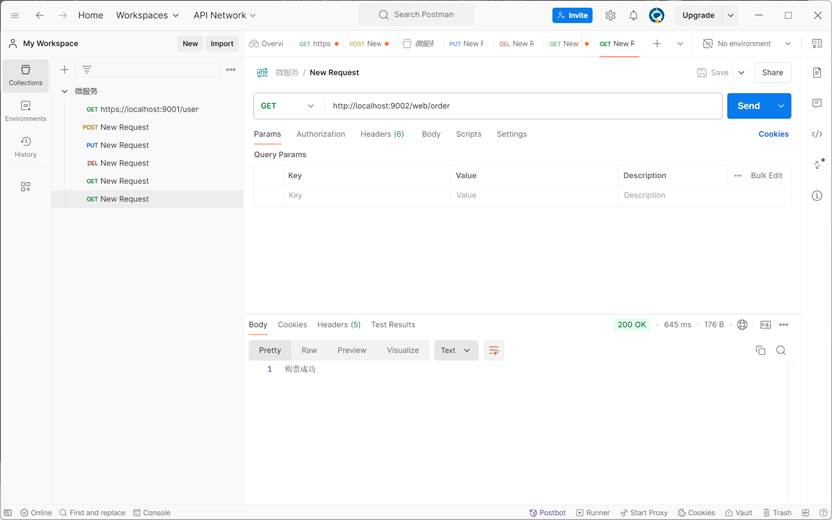 Home Workspaces API Network Search Postman Invite Upgrade
My Workspace New Import Overvi GET https POST New 微服务 PUT New F DEL New R GET New GET New R No environment
Collections
Environments
History
微服务
GET https://localhost:9001/user
POST New Request
PUT New Request
DEL New Request
GET New Request
GET New Request
HTTP 微服务 / New Request Save Share
GET http://localhost:9002/web/order Send
Params Authorization Headers (6) Body Scripts Settings Cookies
Query Params
Key Value Description Bulk Edit
Key Value Description
Body Cookies Headers (5) Test Results 200 OK 645 ms 176 B
Pretty Raw Preview Visualize Text
1 购票成功
Online Find and replace Console Postbot Runner Start Proxy Cookies Vault Trash